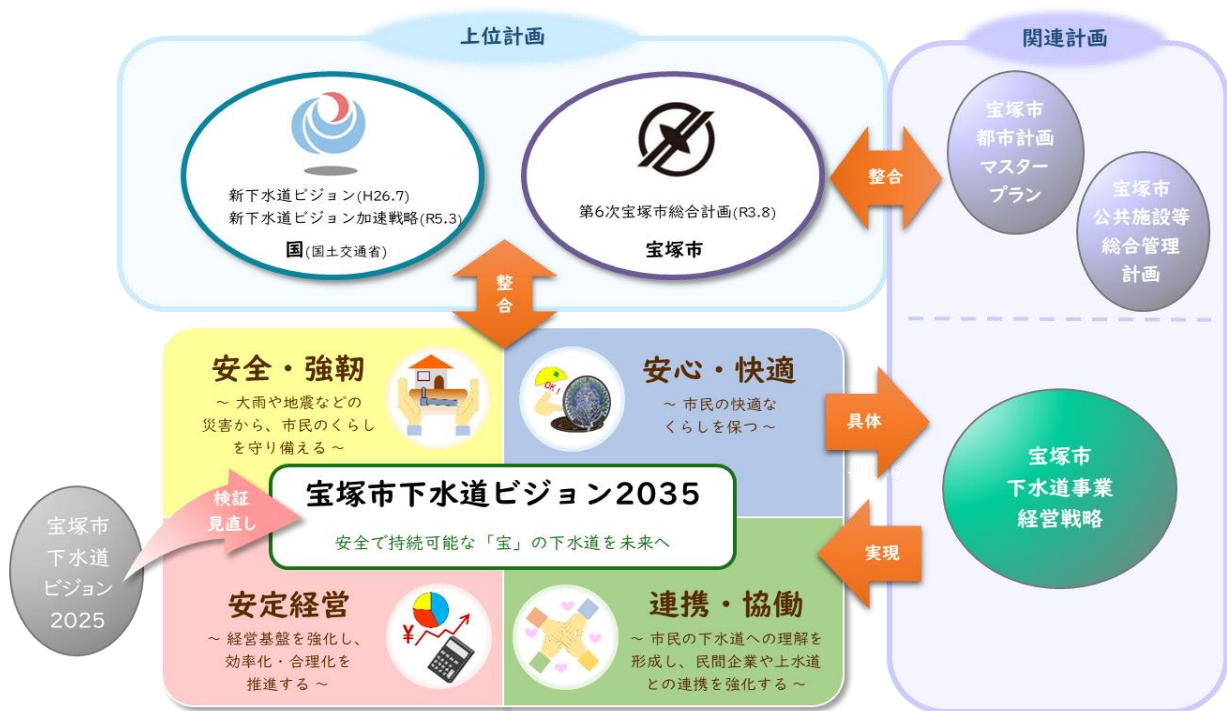 上位計画
関連計画
新下水道ビジョン(H26.7)
新下水道ビジョン加速戦略(R5.3)
国(国土交通省)
第6次宝塚市総合計画(R3.8)
宝塚市
整合
宝塚市
都市計画
マスター
プラン
宝塚市
公共施設等
総合管理
計画
整
合
安全・強靭
～ 大雨や地震などの
災害から、市民のくらし
を守り備える ～
OK!
安心・快適
～ 市民の快適な
くらしを保つ ～
具体
宝塚市
下水道事業
経営戦略
実現
宝塚市
下水道
ビジョン
2025
検証
見直し
宝塚市下水道ビジョン2035
安全で持続可能な「宝」の下水道を未来へ
安定経営
～ 経営基盤を強化し、
効率化・合理化を
推進する ～
¥
連携・協働
～ 市民の下水道への理解を
形成し、民間企業や上水道
との連携を強化する ～